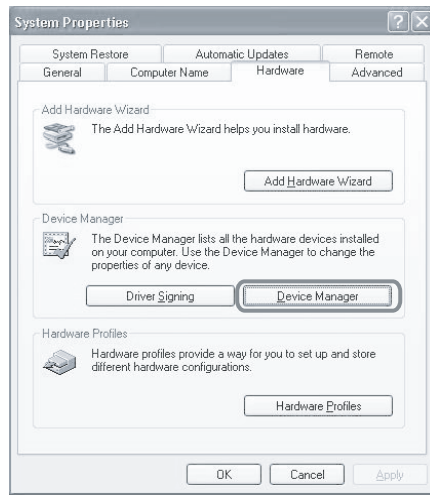 System Properties
System Restore Automatic Updates Remote
General Computer Name Hardware Advanced
Add Hardware Wizard
The Add Hardware Wizard helps you install hardware.
Add Hardware Wizard
Device Manager
The Device Manager lists all the hardware devices installed
on your computer. Use the Device Manager to change the
properties of any device.
Driver Signing Device Manager
Hardware Profiles
Hardware profiles provide a way for you to set up and store
different hardware configurations.
Hardware Profiles
OK Cancel Apply